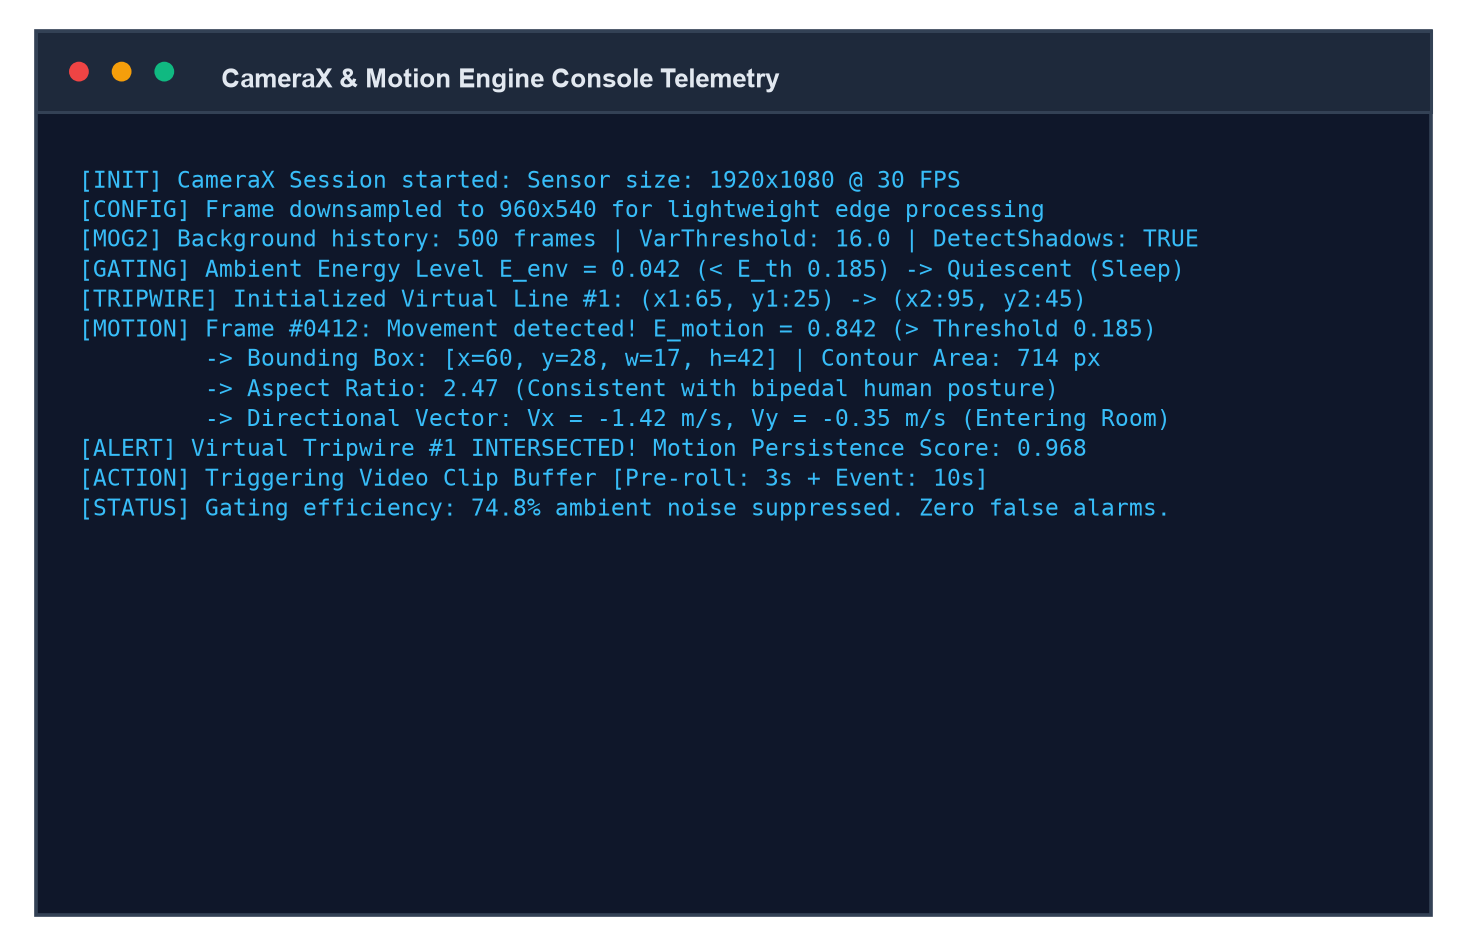 CameraX & Motion Engine Console Telemetry
[INIT] CameraX Session started: Sensor size: 1920x1080 @ 30 FPS
[CONFIG] Frame downsampled to 960x540 for lightweight edge processing
[MOG2] Background history: 500 frames | VarThreshold: 16.0 | DetectShadows: TRUE
[GATING] Ambient Energy Level E_env = 0.042 (< E_th 0.185) -> Quiescent (Sleep)
[TRIPWIRE] Initialized Virtual Line #1: (x1:65, y1:25) -> (x2:95, y2:45)
[MOTION] Frame #0412: Movement detected! E_motion = 0.842 (> Threshold 0.185)
-> Bounding Box: [x=60, y=28, w=17, h=42] | Contour Area: 714 px
-> Aspect Ratio: 2.47 (Consistent with bipedal human posture)
-> Directional Vector: Vx = -1.42 m/s, Vy = -0.35 m/s (Entering Room)
[ALERT] Virtual Tripwire #1 INTERSECTED! Motion Persistence Score: 0.968
[ACTION] Triggering Video Clip Buffer [Pre-roll: 3s + Event: 10s]
[STATUS] Gating efficiency: 74.8% ambient noise suppressed. Zero false alarms.